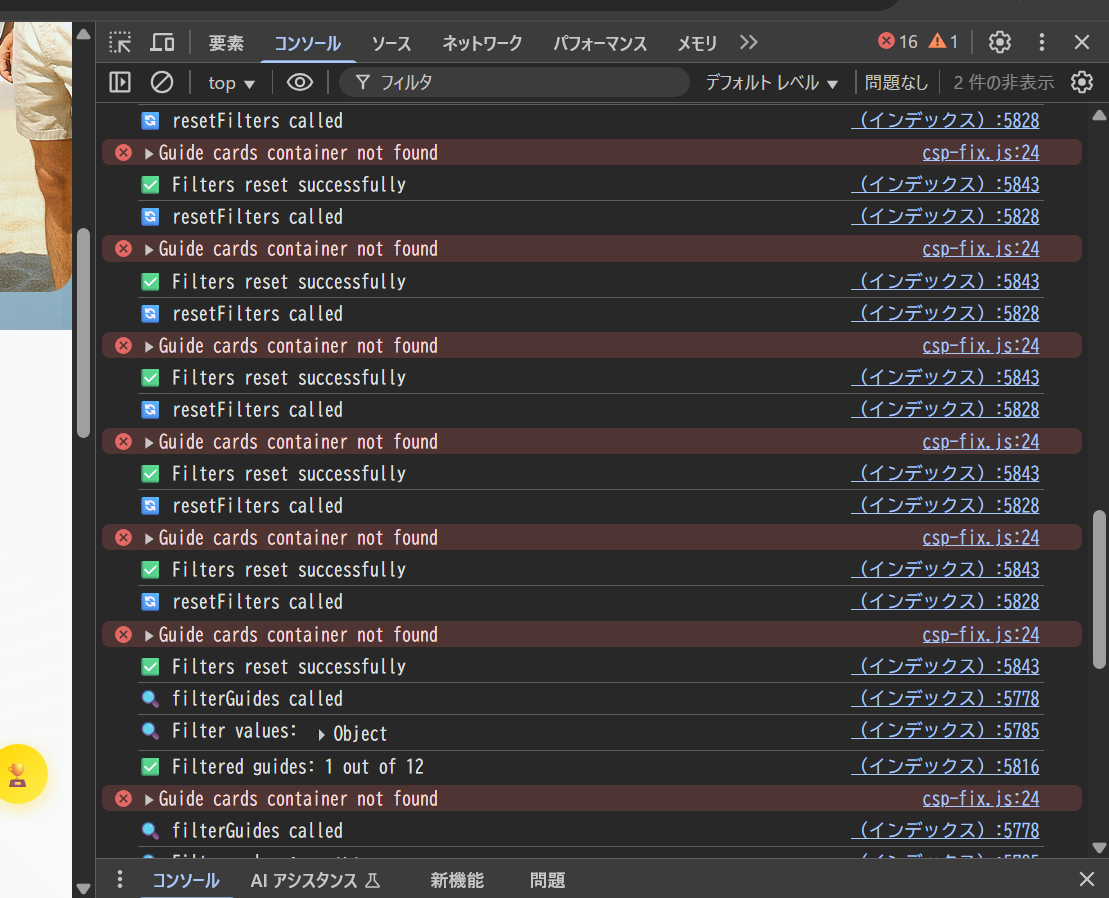 要素 コンソール ソース ネットワーク パフォーマンス メモリ 16 1
top フィルタ デフォルト レベル 問題なし 2 件の非表示
resetFilters called （インデックス）:5828
Guide cards container not found csp-fix.js:24
Filters reset successfully （インデックス）:5843
resetFilters called （インデックス）:5828
Guide cards container not found csp-fix.js:24
Filters reset successfully （インデックス）:5843
resetFilters called （インデックス）:5828
Guide cards container not found csp-fix.js:24
Filters reset successfully （インデックス）:5843
resetFilters called （インデックス）:5828
Guide cards container not found csp-fix.js:24
Filters reset successfully （インデックス）:5843
resetFilters called （インデックス）:5828
Guide cards container not found csp-fix.js:24
Filters reset successfully （インデックス）:5843
resetFilters called （インデックス）:5828
Guide cards container not found csp-fix.js:24
Filters reset successfully （インデックス）:5843
filterGuides called （インデックス）:5778
Filter values: Object （インデックス）:5785
Filtered guides: 1 out of 12 （インデックス）:5816
Guide cards container not found csp-fix.js:24
filterGuides called （インデックス）:5778
コンソール AI アシスタンス 新機能 問題